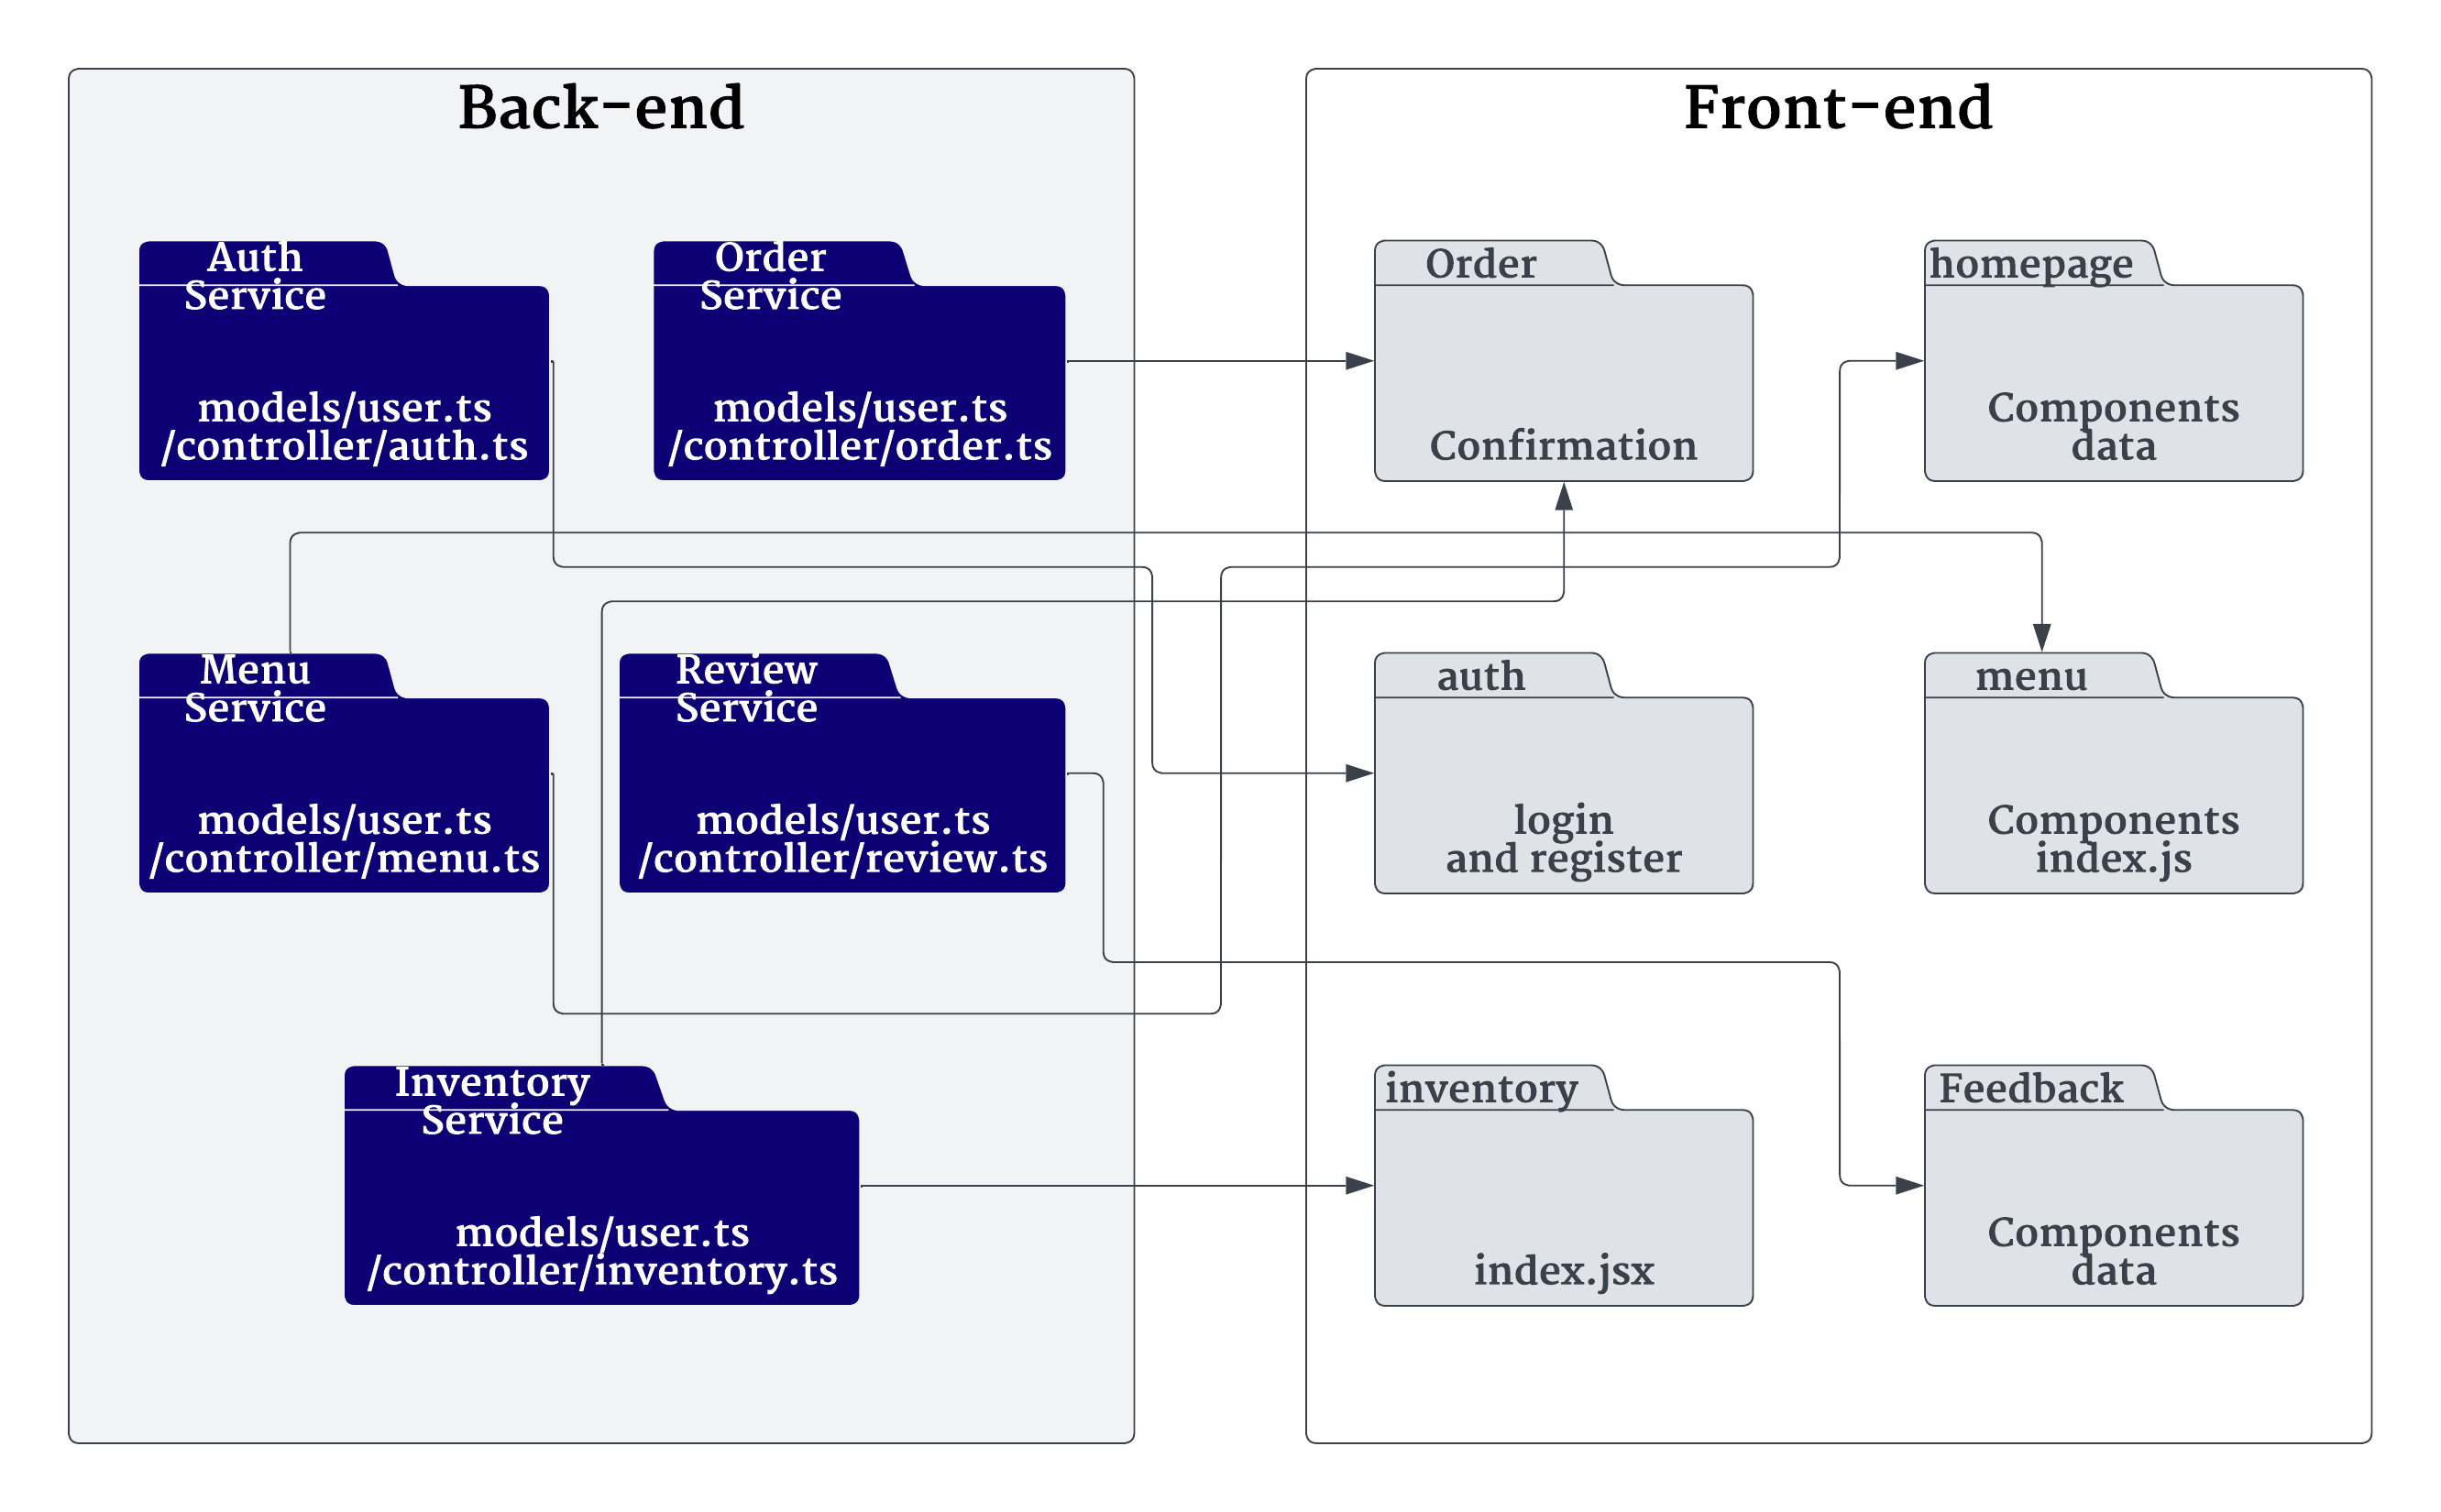 Back-end
Front-end
Auth
Service
models/user.ts
/controller/auth.ts
Order
Service
models/user.ts
/controller/order.ts
Order
Confirmation
homepage
Components
data
Menu
Service
models/user.ts
/controller/menu.ts
Review
Service
models/user.ts
/controller/review.ts
auth
login
and register
menu
Components
index.js
Inventory
Service
models/user.ts
/controller/inventory.ts
inventory
index.jsx
Feedback
Components
data